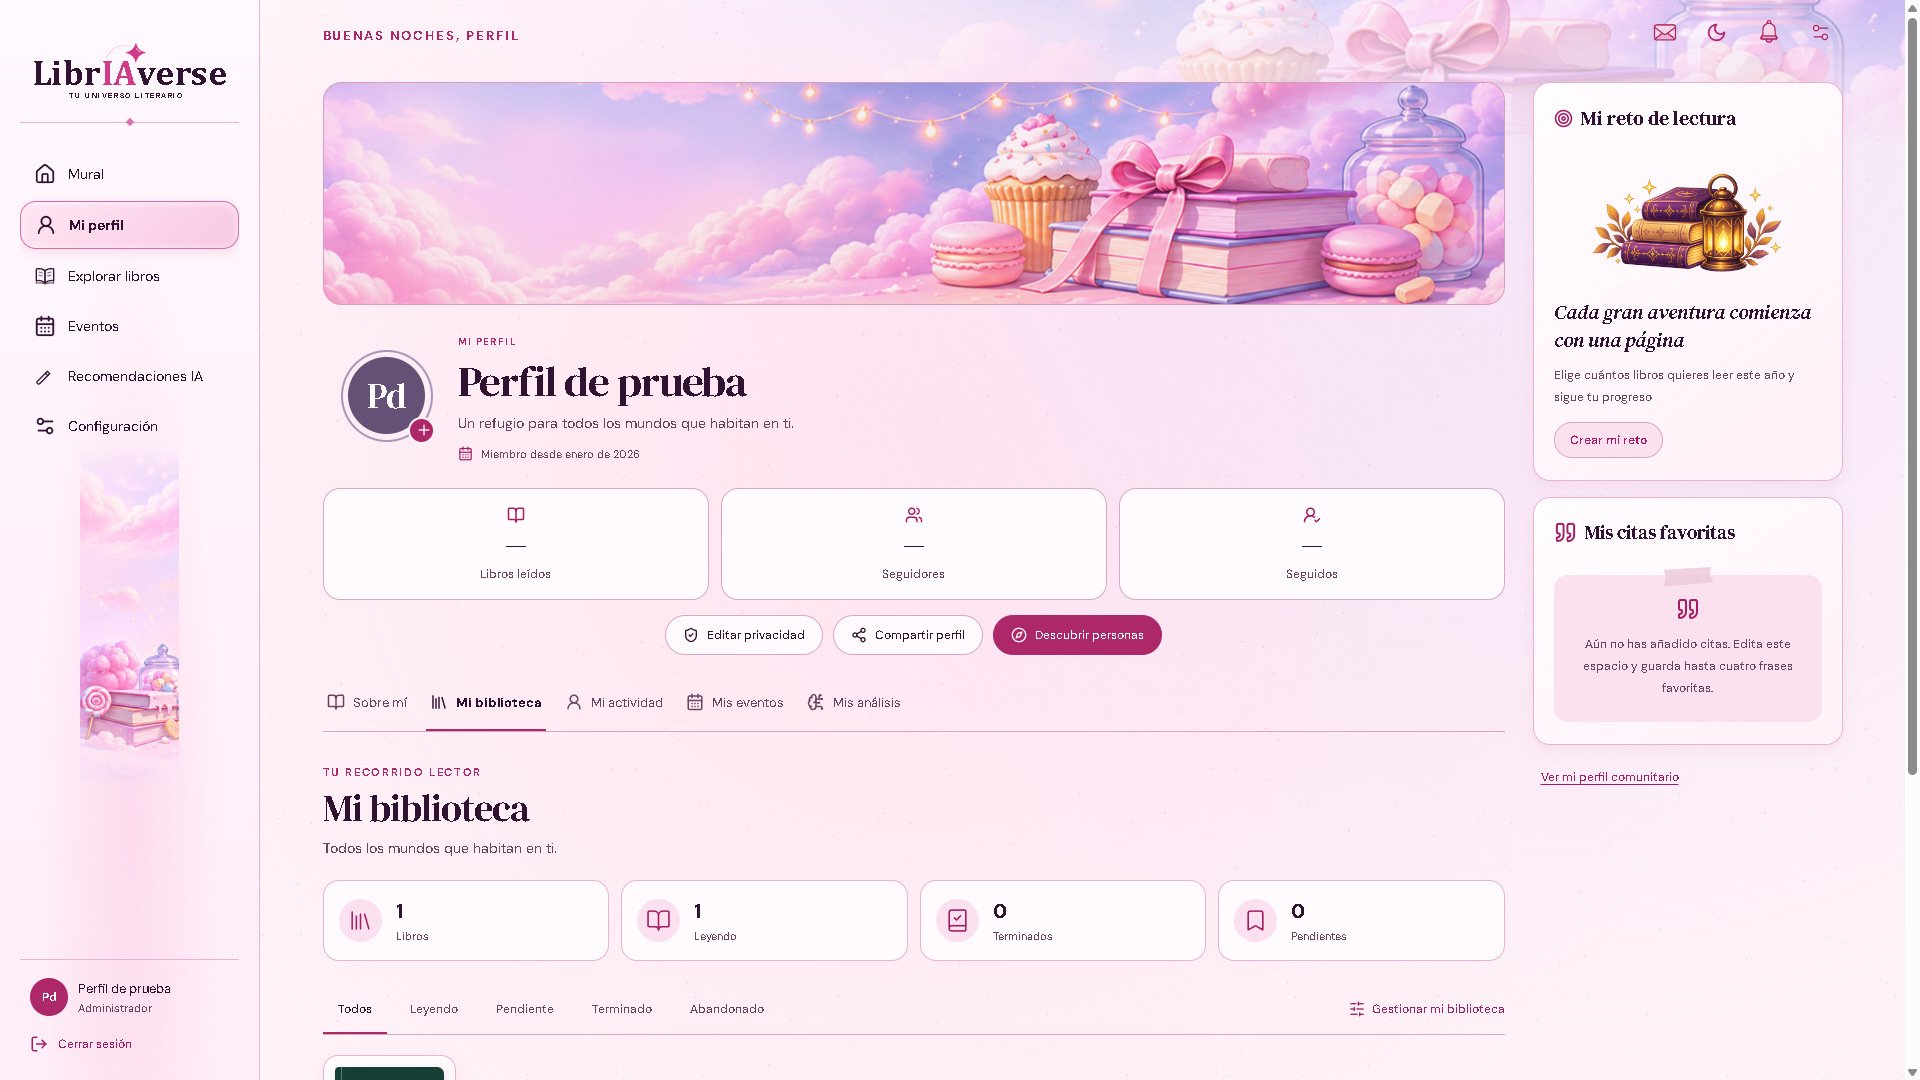 LibrIAverse
TU UNIVERSO LITERARIO
Mural
Mi perfil
Explorar libros
Eventos
Recomendaciones IA
Configuración
Pd
Perfil de prueba
Administrador
Cerrar sesión
BUENAS NOCHES, PERFIL
Pd
MI PERFIL
Perfil de prueba
Un refugio para todos los mundos que habitan en ti.
Miembro desde enero de 2026
—
Libros leídos
—
Seguidores
—
Seguidos
Editar privacidad
Compartir perfil
Descubrir personas
Sobre mí
Mi biblioteca
Mi actividad
Mis eventos
Mis análisis
TU RECORRIDO LECTOR
Mi biblioteca
Todos los mundos que habitan en ti.
1
Libros
1
Leyendo
0
Terminados
0
Pendientes
Todos
Leyendo
Pendiente
Terminado
Abandonado
Gestionar mi biblioteca
Mi reto de lectura
Cada gran aventura comienza
con una página
Elige cuántos libros quieres leer este año y
sigue tu progreso
Crear mi reto
Mis citas favoritas
Aún no has añadido citas. Edita este
espacio y guarda hasta cuatro frases
favoritas.
Ver mi perfil comunitario